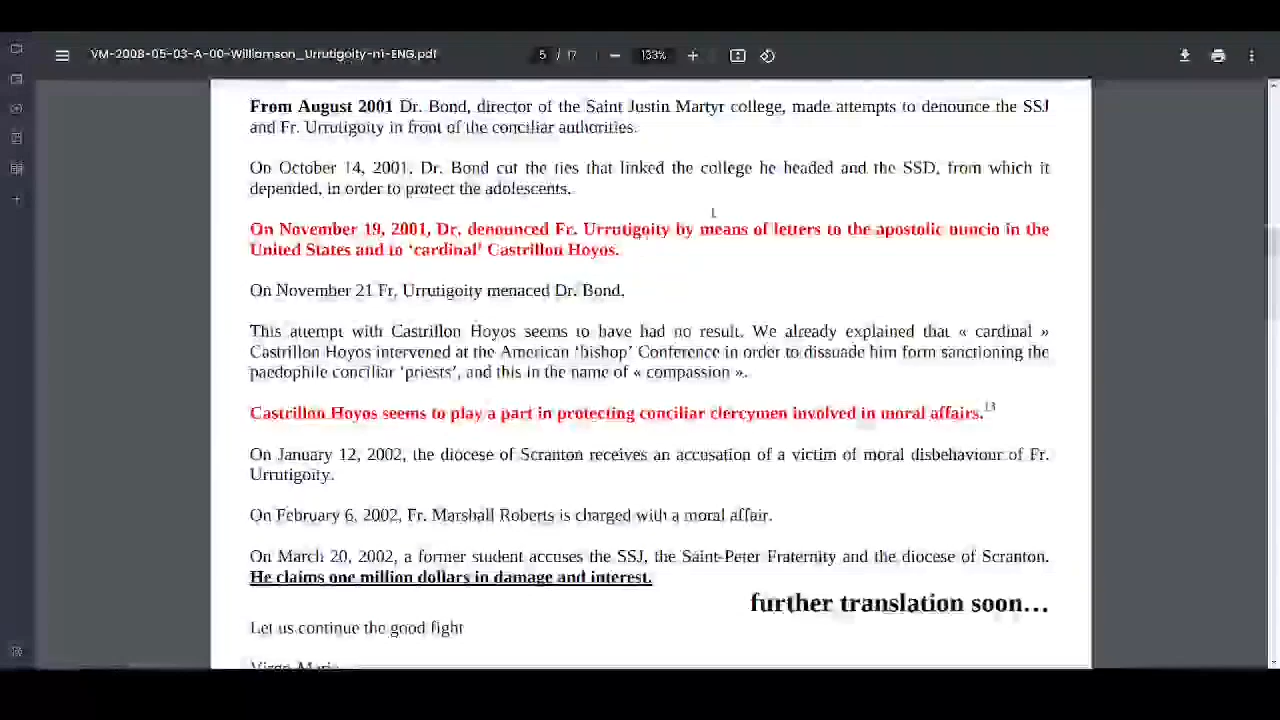 VM-2008-05-03-A-00-Williamson_Urrutigoity-n1-ENG.pdf
5 / 17
133%
From August 2001 Dr. Bond, director of the Saint Justin Martyr college, made attempts to denounce the SSJ
and Fr. Urrutigoity in front of the conciliar authorities.
On October 14, 2001. Dr. Bond cut the ties that linked the college he headed and the SSD, from which it
depended, in order to protect the adolescents.
On November 19, 2001, Dr. denounced Fr. Urrutigoity by means of letters to the apostolic nuncio in the
United States and to ‘cardinal’ Castrillon Hoyos.
On November 21 Fr. Urrutigoity menaced Dr. Bond.
This attempt with Castrillon Hoyos seems to have had no result. We already explained that « cardinal »
Castrillon Hoyos intervened at the American ‘bishop’ Conference in order to dissuade him form sanctioning the
paedophile conciliar ‘priests’, and this in the name of « compassion ».
Castrillon Hoyos seems to play a part in protecting conciliar clercymen involved in moral affairs.13
On January 12, 2002, the diocese of Scranton receives an accusation of a victim of moral disbehaviour of Fr.
Urrutigoity.
On February 6, 2002, Fr. Marshall Roberts is charged with a moral affair.
On March 20, 2002, a former student accuses the SSJ, the Saint-Peter Fraternity and the diocese of Scranton.
He claims one million dollars in damage and interest.
further translation soon…
Let us continue the good fight
Virgo-Maria